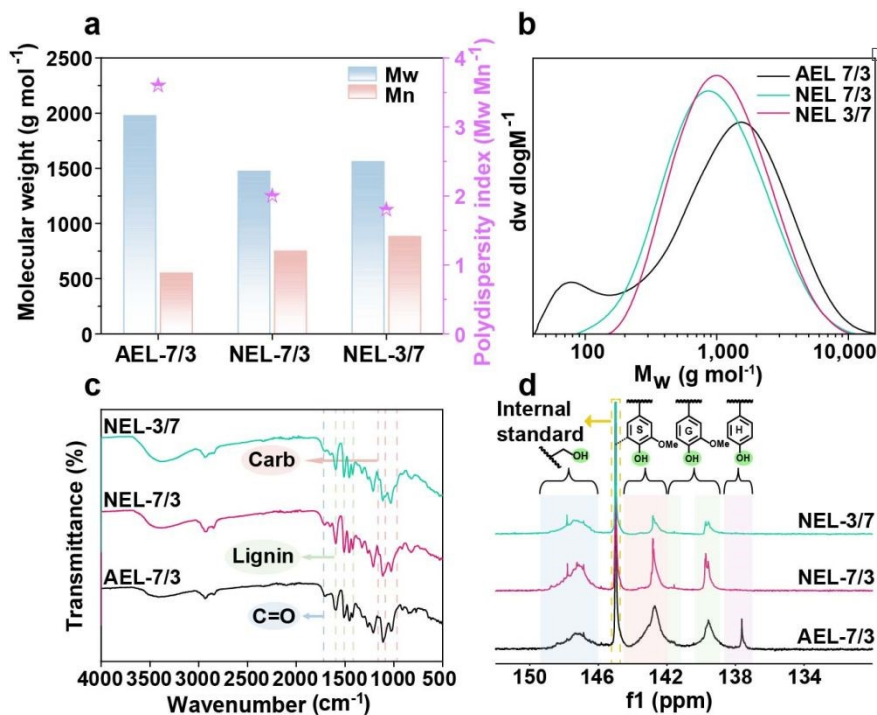 a
Molecular weight (g mol⁻¹)
2500
2000
1500
1000
500
0
Mw
Mn
4
3
2
1
0
Polydispersity index (Mw Mn⁻¹)
AEL-7/3
NEL-7/3
NEL-3/7
b
dw dlogM⁻¹
AEL 7/3
NEL 7/3
NEL 3/7
100
1,000
10,000
Mw (g mol⁻¹)
c
Transmittance (%)
NEL-3/7
Carb
NEL-7/3
Lignin
AEL-7/3
C=O
4000
3000
2000
1500
1000
500
Wavenumber (cm⁻¹)
d
Internal
standard
OH
S
OMe
OH
G
OMe
OH
H
OH
NEL-3/7
NEL-7/3
AEL-7/3
150
146
142
138
134
f1 (ppm)